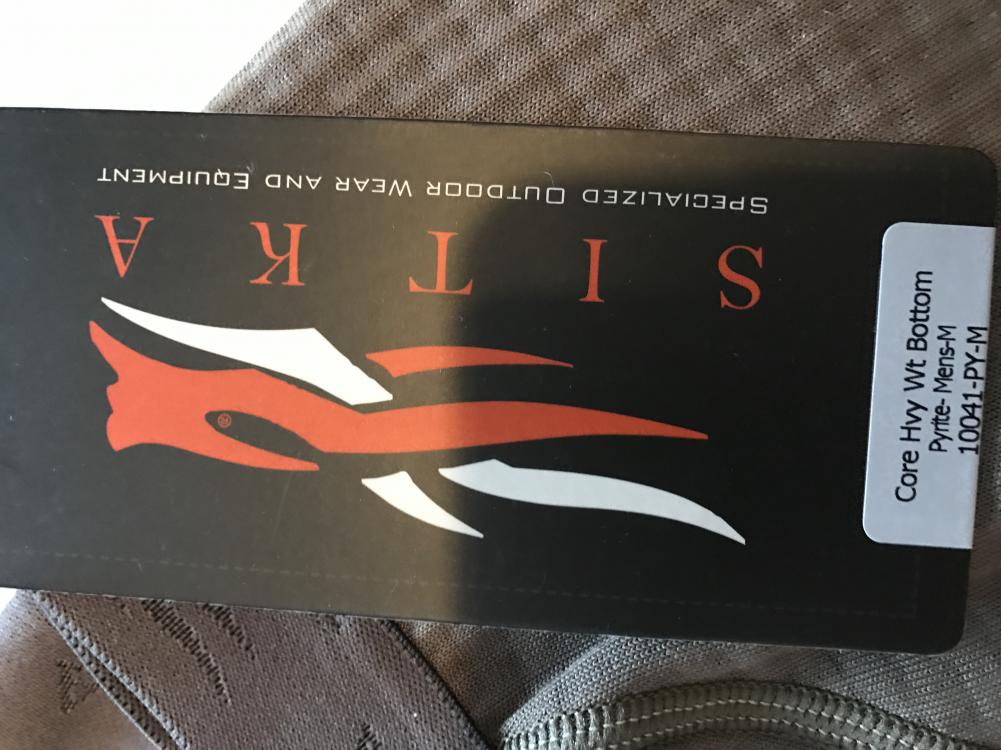 SPECIALIZED OUTDOOR WEAR AND EQUIPMENT
SITKA
®
Core Hvy Wt Bottom
Pyrite- Mens-M
10041-PY-M